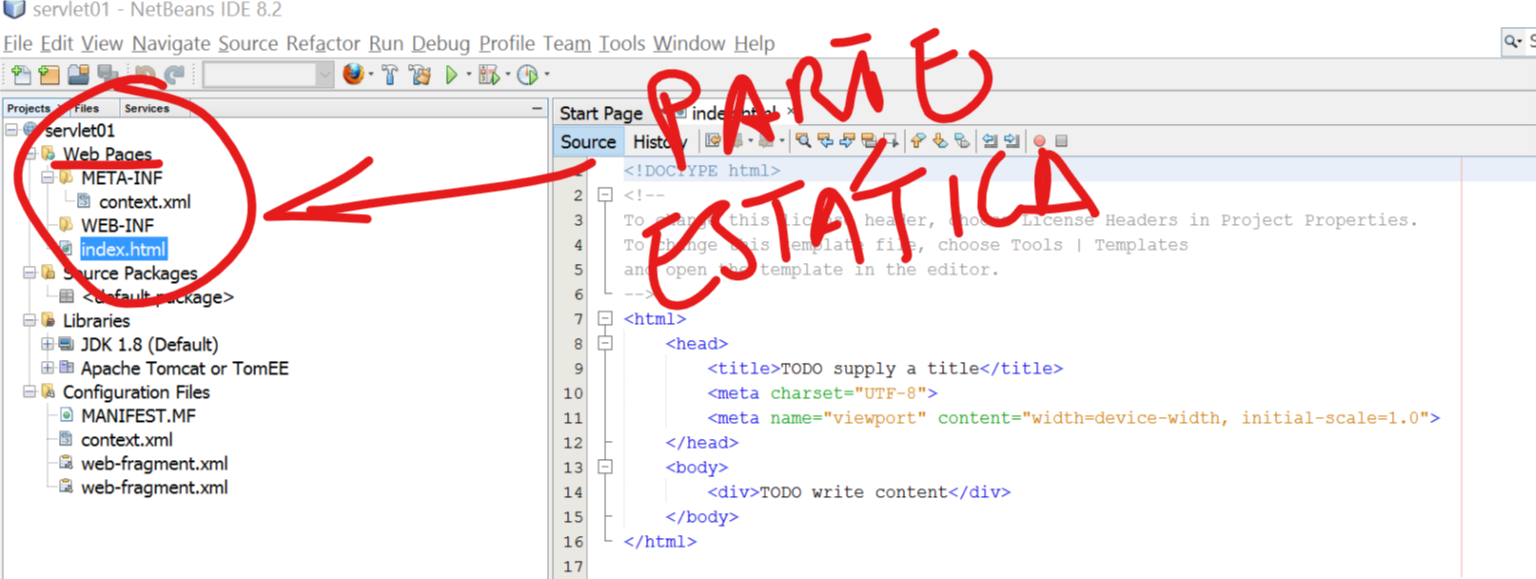 servlet01 - NetBeans IDE 8.2
File Edit View Navigate Source Refactor Run Debug Profile Team Tools Window Help
Projects Files Services
servlet01
Web Pages
META-INF
context.xml
WEB-INF
index.html
Source Packages
<default package>
Libraries
JDK 1.8 (Default)
Apache Tomcat or TomEE
Configuration Files
MANIFEST.MF
context.xml
web-fragment.xml
web-fragment.xml
PARTE
ESTÁTICA
Start Page index.html
Source History
1 <!DOCTYPE html>
2 <!--
3 To change this license header, choose License Headers in Project Properties.
4 To change this template file, choose Tools | Templates
5 and open the template in the editor.
6 -->
7 <html>
8 <head>
9 <title>TODO supply a title</title>
10 <meta charset="UTF-8">
11 <meta name="viewport" content="width=device-width, initial-scale=1.0">
12 </head>
13 <body>
14 <div>TODO write content</div>
15 </body>
16 </html>
17